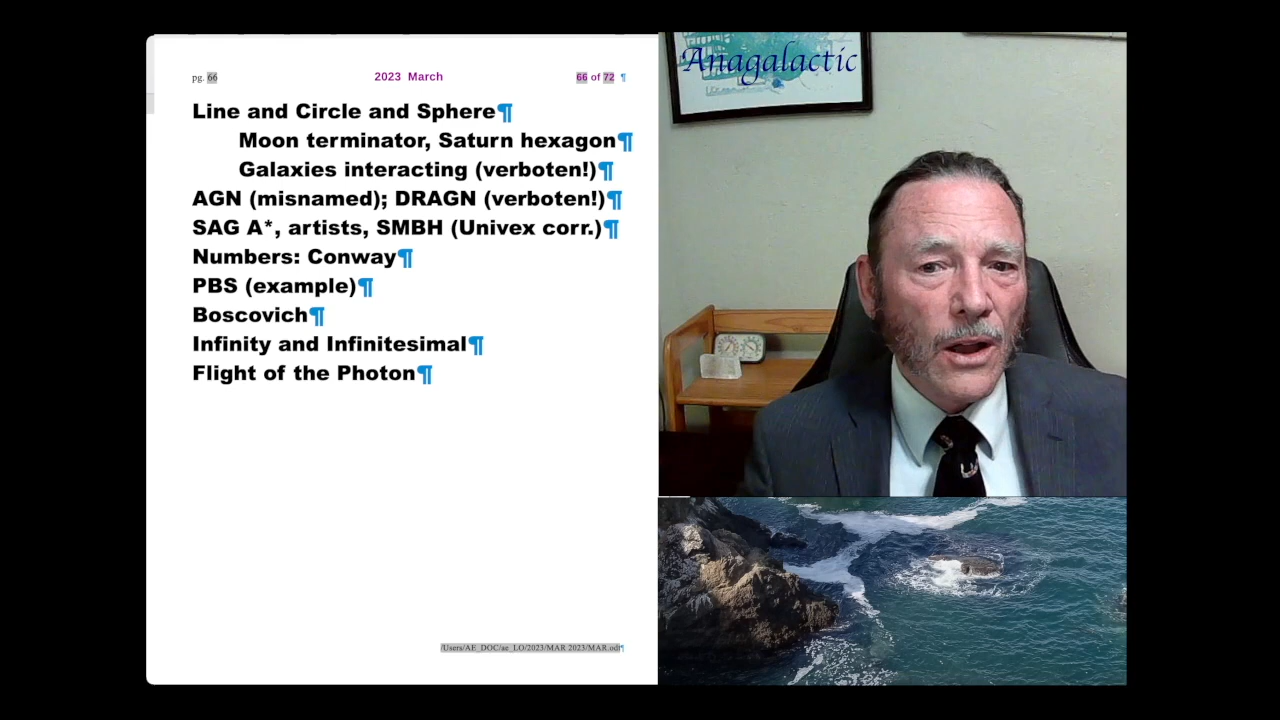 pg. 66 2023 March 66 of 72 ¶
Line and Circle and Sphere¶
Moon terminator, Saturn hexagon¶
Galaxies interacting (verboten!)¶
AGN (misnamed); DRAGN (verboten!)¶
SAG A*, artists, SMBH (Univex corr.)¶
Numbers: Conway¶
PBS (example)¶
Boscovich¶
Infinity and Infinitesimal¶
Flight of the Photon¶
/Users/AE_DOC/ae_LO/2023/MAR 2023/MAR.odt¶
Anagalactic